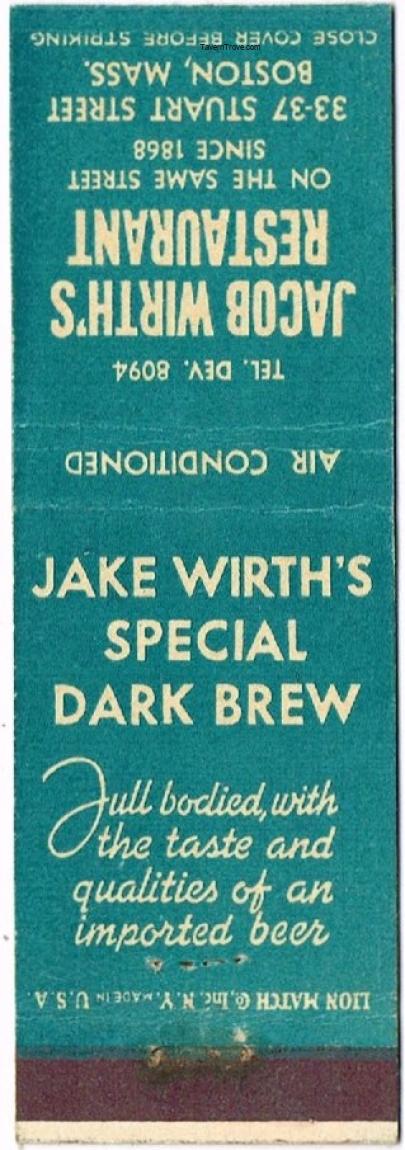 AIR CONDITIONED
TEL. DEV. 8094
JACOB WIRTH'S
RESTAURANT
ON THE SAME STREET
SINCE 1868
33-37 STUART STREET
BOSTON, MASS.
CLOSE COVER BEFORE STRIKING
TavernTrove.com
JAKE WIRTH'S
SPECIAL
DARK BREW
Full bodied, with
the taste and
qualities of an
imported beer
LION MATCH Co., Inc. N.Y. MADE IN U.S.A.